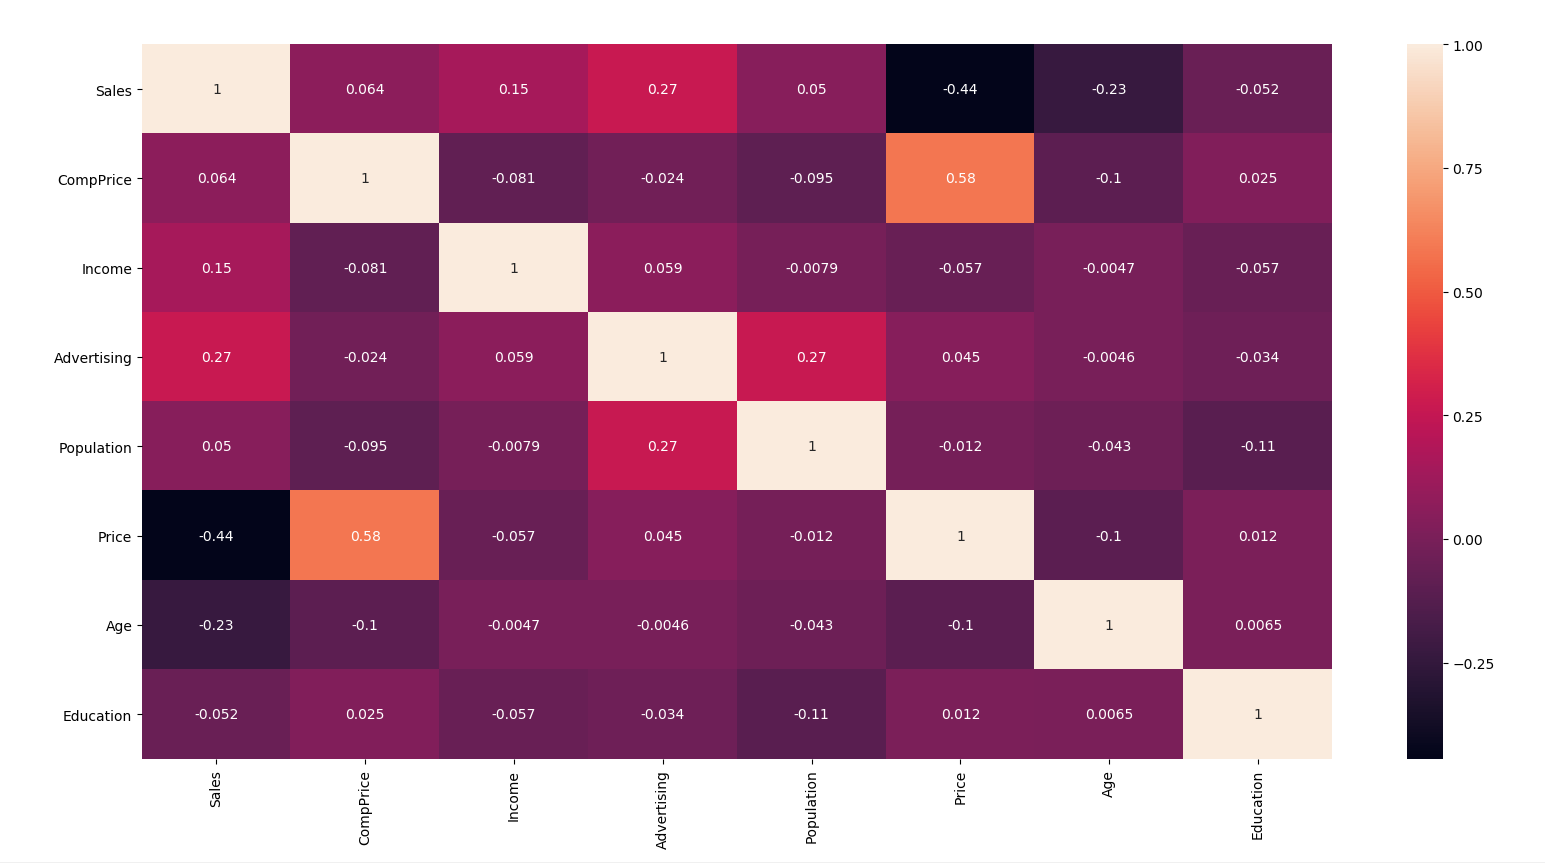 Sales 1 0.064 0.15 0.27 0.05 -0.44 -0.23 -0.052
CompPrice 0.064 1 -0.081 -0.024 -0.095 0.58 -0.1 0.025
Income 0.15 -0.081 1 0.059 -0.0079 -0.057 -0.0047 -0.057
Advertising 0.27 -0.024 0.059 1 0.27 0.045 -0.0046 -0.034
Population 0.05 -0.095 -0.0079 0.27 1 -0.012 -0.043 -0.11
Price -0.44 0.58 -0.057 0.045 -0.012 1 -0.1 0.012
Age -0.23 -0.1 -0.0047 -0.0046 -0.043 -0.1 1 0.0065
Education -0.052 0.025 -0.057 -0.034 -0.11 0.012 0.0065 1
Sales CompPrice Income Advertising Population Price Age Education
1.00
0.75
0.50
0.25
0.00
−0.25